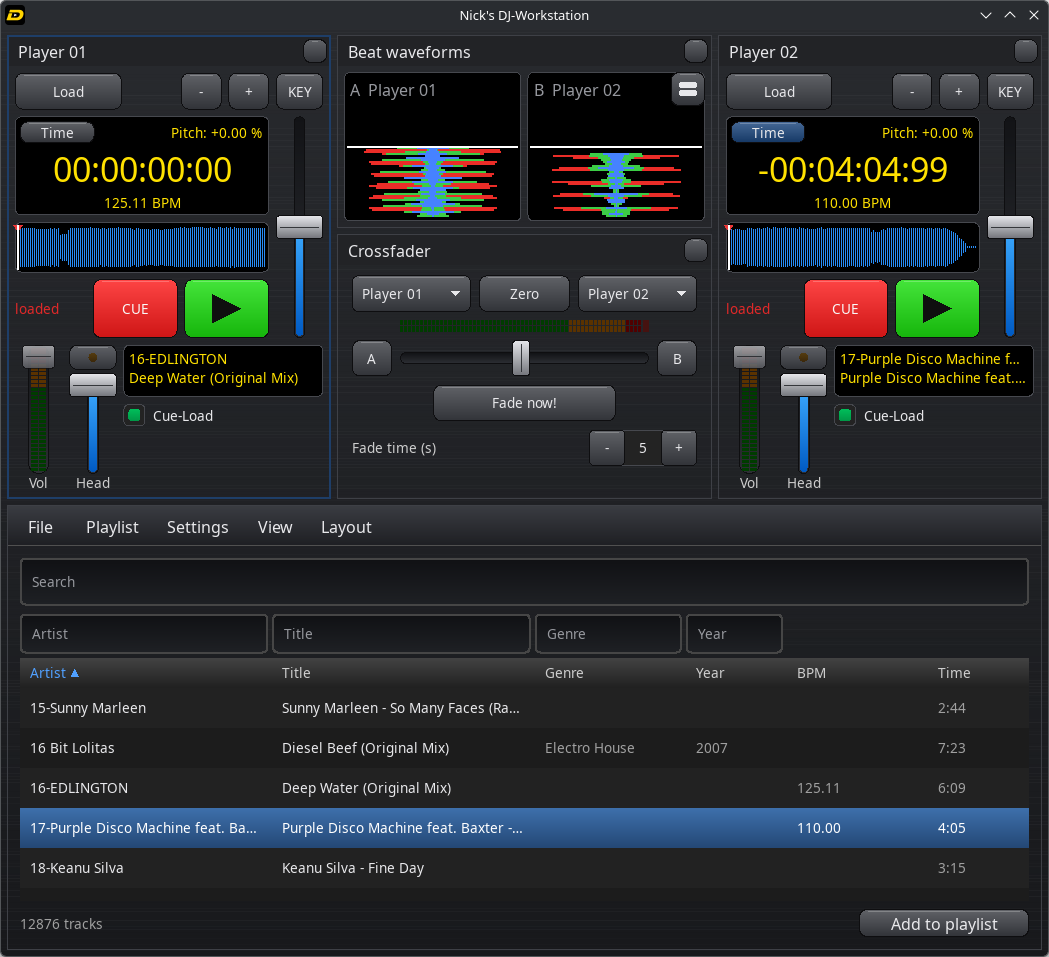 Nick's DJ-Workstation
Player 01
Load
-
+
KEY
Time
Pitch: +0.00 %
00:00:00:00
125.11 BPM
loaded
CUE
16-EDLINGTON
Deep Water (Original Mix)
Cue-Load
Vol
Head
Beat waveforms
A Player 01
B Player 02
Crossfader
Player 01
Zero
Player 02
A
B
Fade now!
Fade time (s)
-
5
+
Player 02
Load
-
+
KEY
Time
Pitch: +0.00 %
-00:04:04:99
110.00 BPM
loaded
CUE
17-Purple Disco Machine f...
Purple Disco Machine feat....
Cue-Load
Vol
Head
File Playlist Settings View Layout
Search
Artist Title Genre Year
Artist Title Genre Year BPM Time
15-Sunny Marleen Sunny Marleen - So Many Faces (Ra... 2:44
16 Bit Lolitas Diesel Beef (Original Mix) Electro House 2007 7:23
16-EDLINGTON Deep Water (Original Mix) 125.11 6:09
17-Purple Disco Machine feat. Ba... Purple Disco Machine feat. Baxter -... 110.00 4:05
18-Keanu Silva Keanu Silva - Fine Day 3:15
12876 tracks
Add to playlist